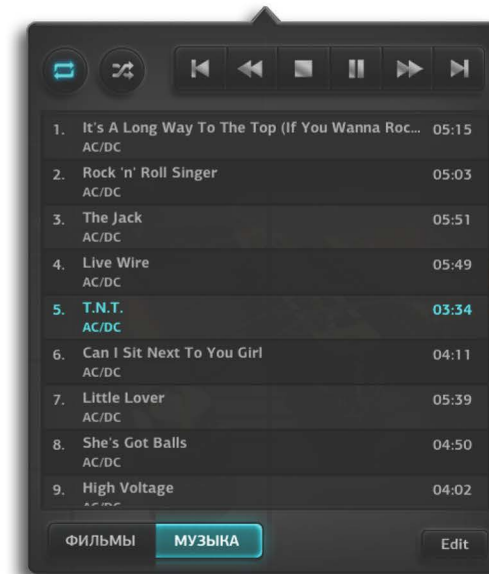 1. It's A Long Way To The Top (If You Wanna Roc... 05:15
AC/DC
2. Rock 'n' Roll Singer 05:03
AC/DC
3. The Jack 05:51
AC/DC
4. Live Wire 05:49
AC/DC
5. T.N.T. 03:34
AC/DC
6. Can I Sit Next To You Girl 04:11
AC/DC
7. Little Lover 05:39
AC/DC
8. She's Got Balls 04:50
AC/DC
9. High Voltage 04:02
AC/DC
ФИЛЬМЫ МУЗЫКА Edit